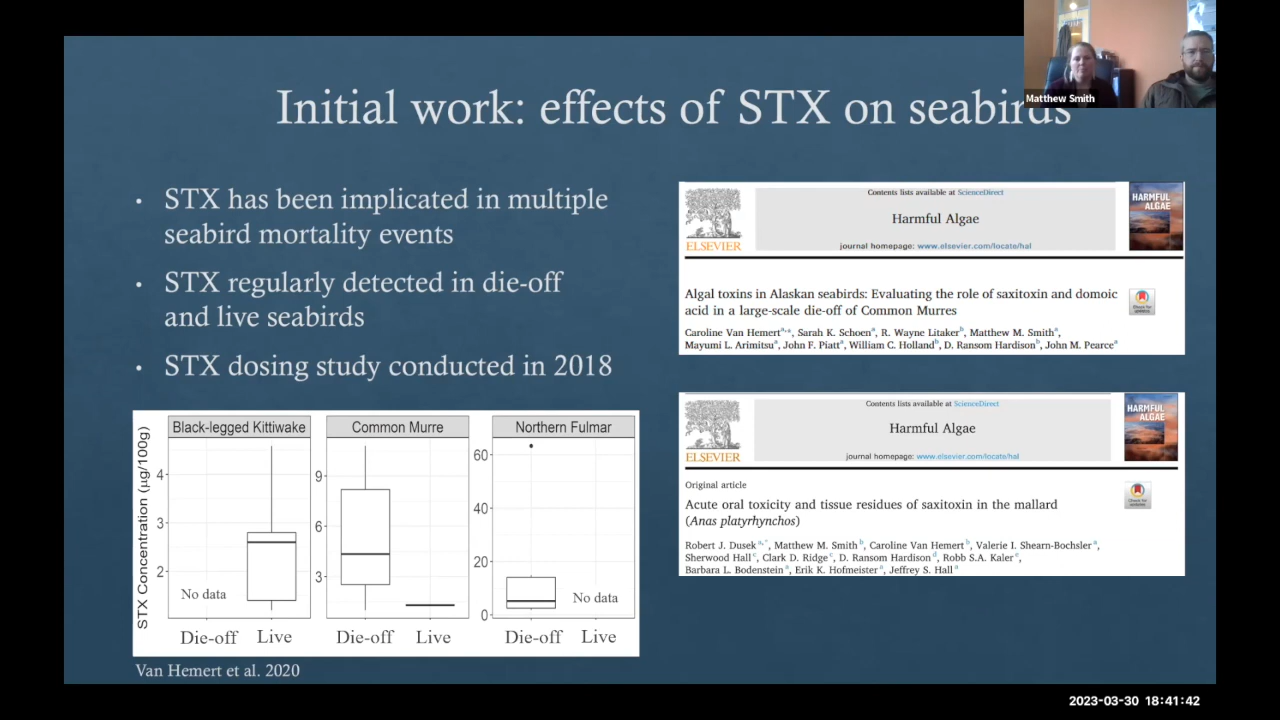 Matthew Smith
Initial work: effects of STX on seabirds
• STX has been implicated in multiple
seabird mortality events
• STX regularly detected in die-off
and live seabirds
• STX dosing study conducted in 2018
STX Concentration (µg/100g)
Black-legged Kittiwake
4
3
2
No data
Die-off Live
Common Murre
9
6
3
Die-off Live
Northern Fulmar
60
40
20
0
No data
Die-off Live
Van Hemert et al. 2020
ELSEVIER
Contents lists available at ScienceDirect
Harmful Algae
journal homepage: www.elsevier.com/locate/hal
HARMFUL
ALGAE
Algal toxins in Alaskan seabirds: Evaluating the role of saxitoxin and domoic
acid in a large-scale die-off of Common Murres
Caroline Van Hemert a,*, Sarah K. Schoen a, R. Wayne Litaker b, Matthew M. Smith a,
Mayumi L. Arimitsu a, John F. Piatt a, William C. Holland b, D. Ransom Hardison b, John M. Pearce a
ELSEVIER
Contents lists available at ScienceDirect
Harmful Algae
journal homepage: www.elsevier.com/locate/hal
HARMFUL
ALGAE
Original article
Acute oral toxicity and tissue residues of saxitoxin in the mallard
(Anas platyrhynchos)
Robert J. Dusek a,*, Matthew M. Smith b, Caroline Van Hemert b, Valerie I. Shearn-Bochsler a,
Sherwood Hall c, Clark D. Ridge c, D. Ransom Hardison d, Robb S.A. Kaler e,
Barbara L. Bodenstein a, Erik K. Hofmeister a, Jeffrey S. Hall a
2023-03-30 18:41:42